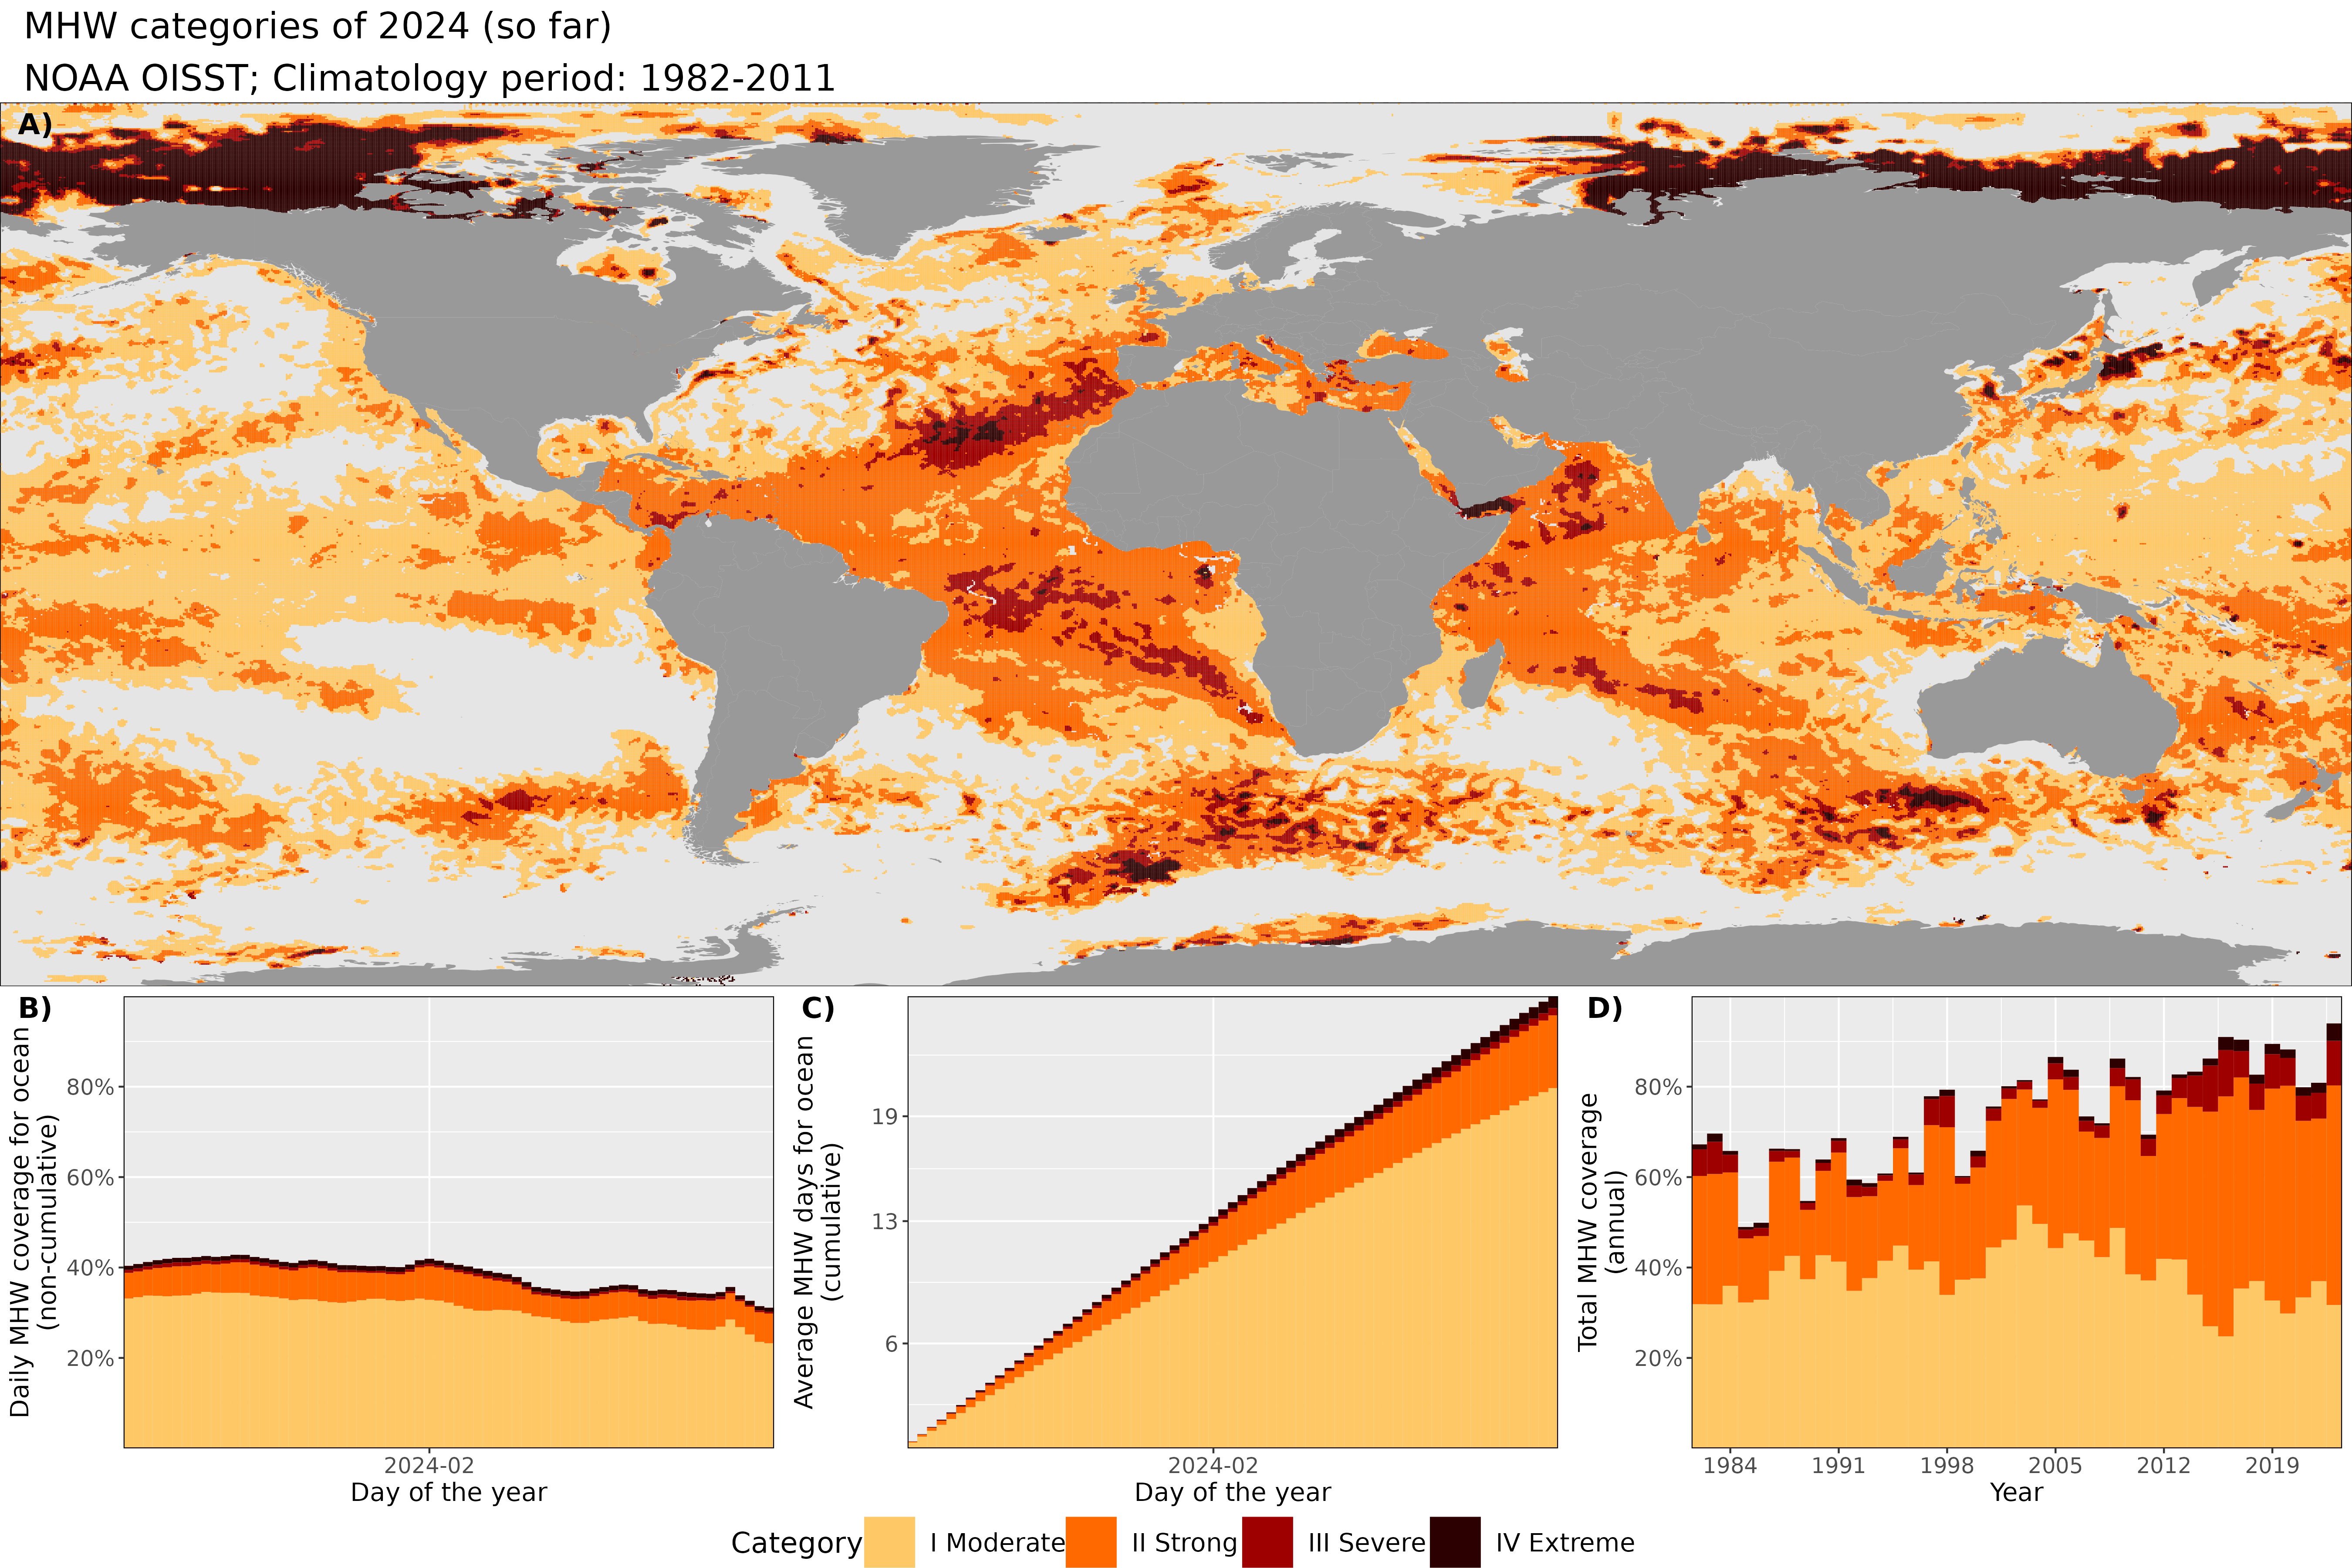 MHW categories of 2024 (so far)
NOAA OISST; Climatology period: 1982-2011
A)
B)
Daily MHW coverage for ocean
(non-cumulative)
80%
60%
40%
20%
2024-02
Day of the year
C)
Average MHW days for ocean
(cumulative)
19
13
6
2024-02
Day of the year
D)
Total MHW coverage
(annual)
80%
60%
40%
20%
1984 1991 1998 2005 2012 2019
Year
Category I Moderate II Strong III Severe IV Extreme